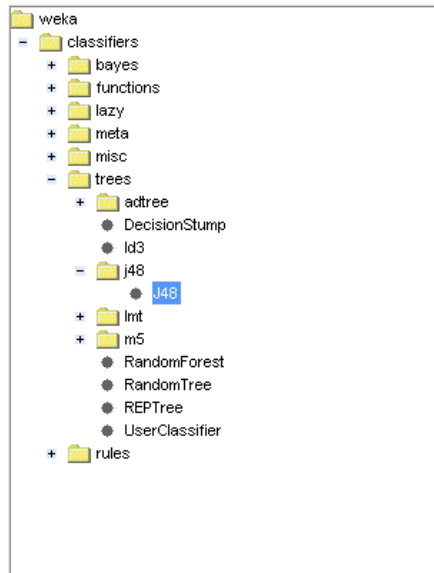 weka
classifiers
bayes
functions
lazy
meta
misc
trees
adtree
DecisionStump
Id3
j48
J48
lmt
m5
RandomForest
RandomTree
REPTree
UserClassifier
rules